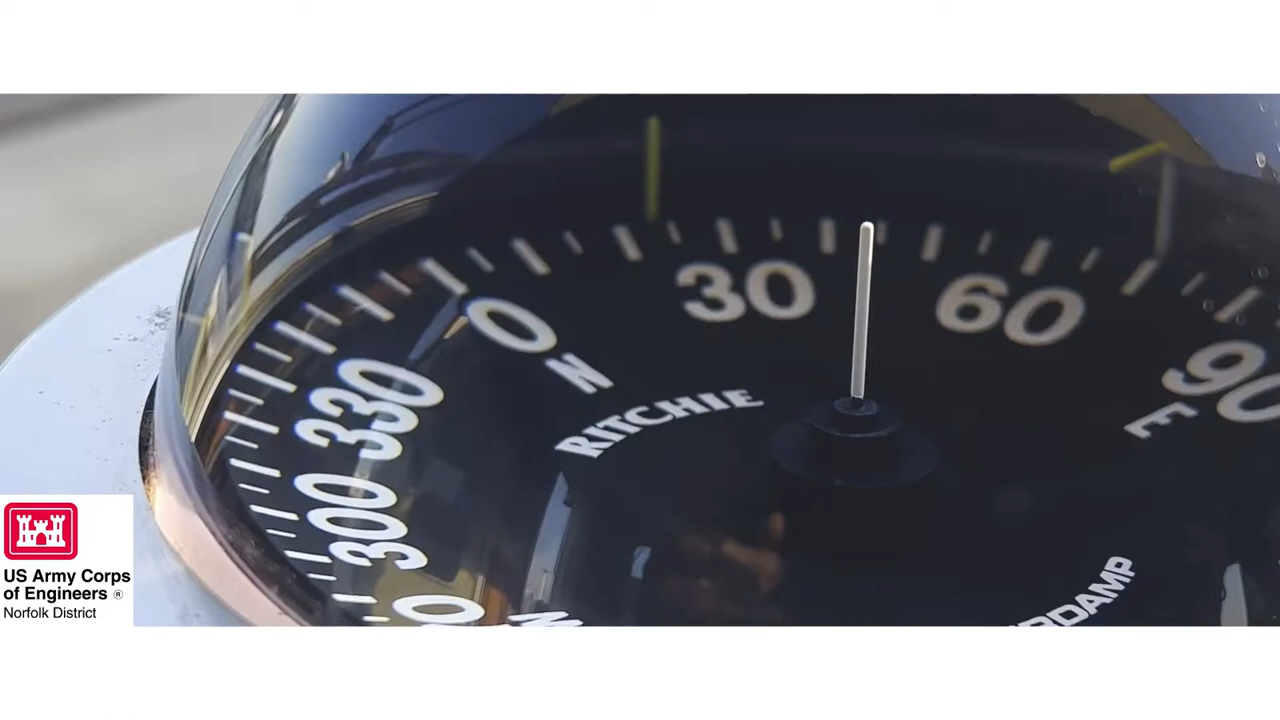 30
60
0
N
330
90
E
RITCHIE
300
US Army Corps
of Engineers ®
Norfolk District